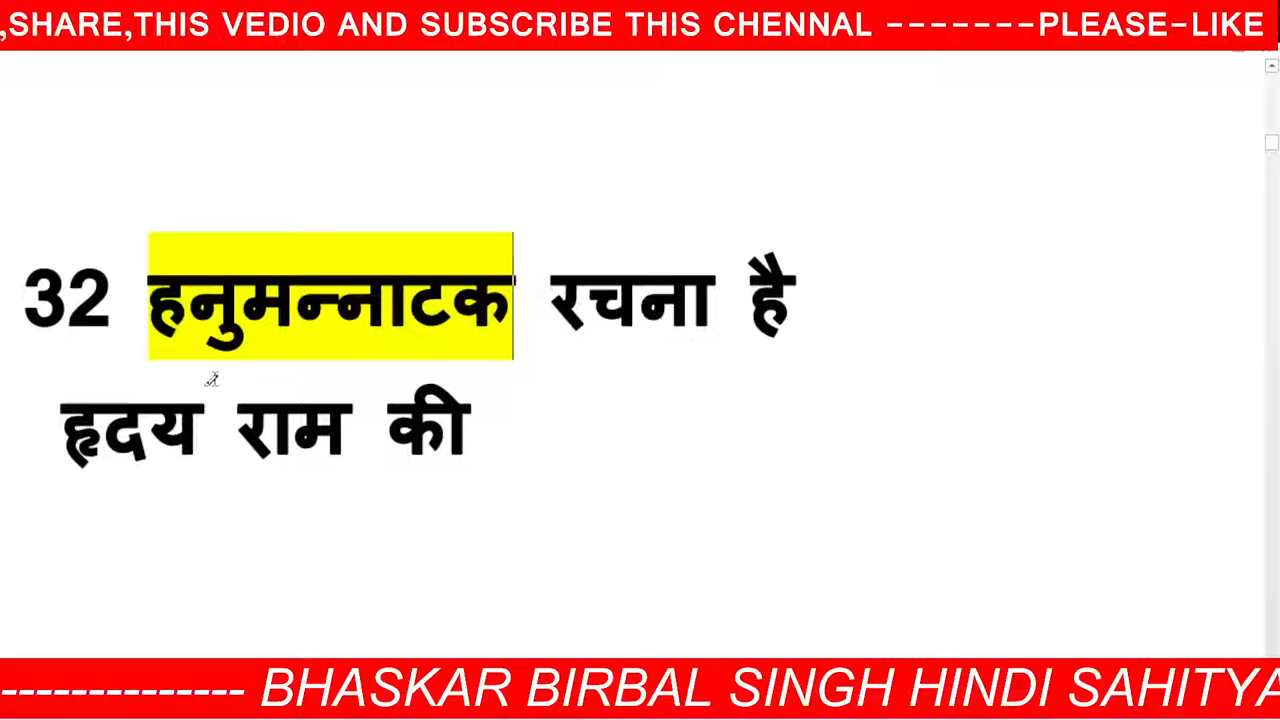 ,SHARE,THIS VEDIO AND SUBSCRIBE THIS CHENNAL -------PLEASE-LIKE
32 हनुमन्नाटक रचना है
हृदय राम की
-------------- BHASKAR BIRBAL SINGH HINDI SAHITYA